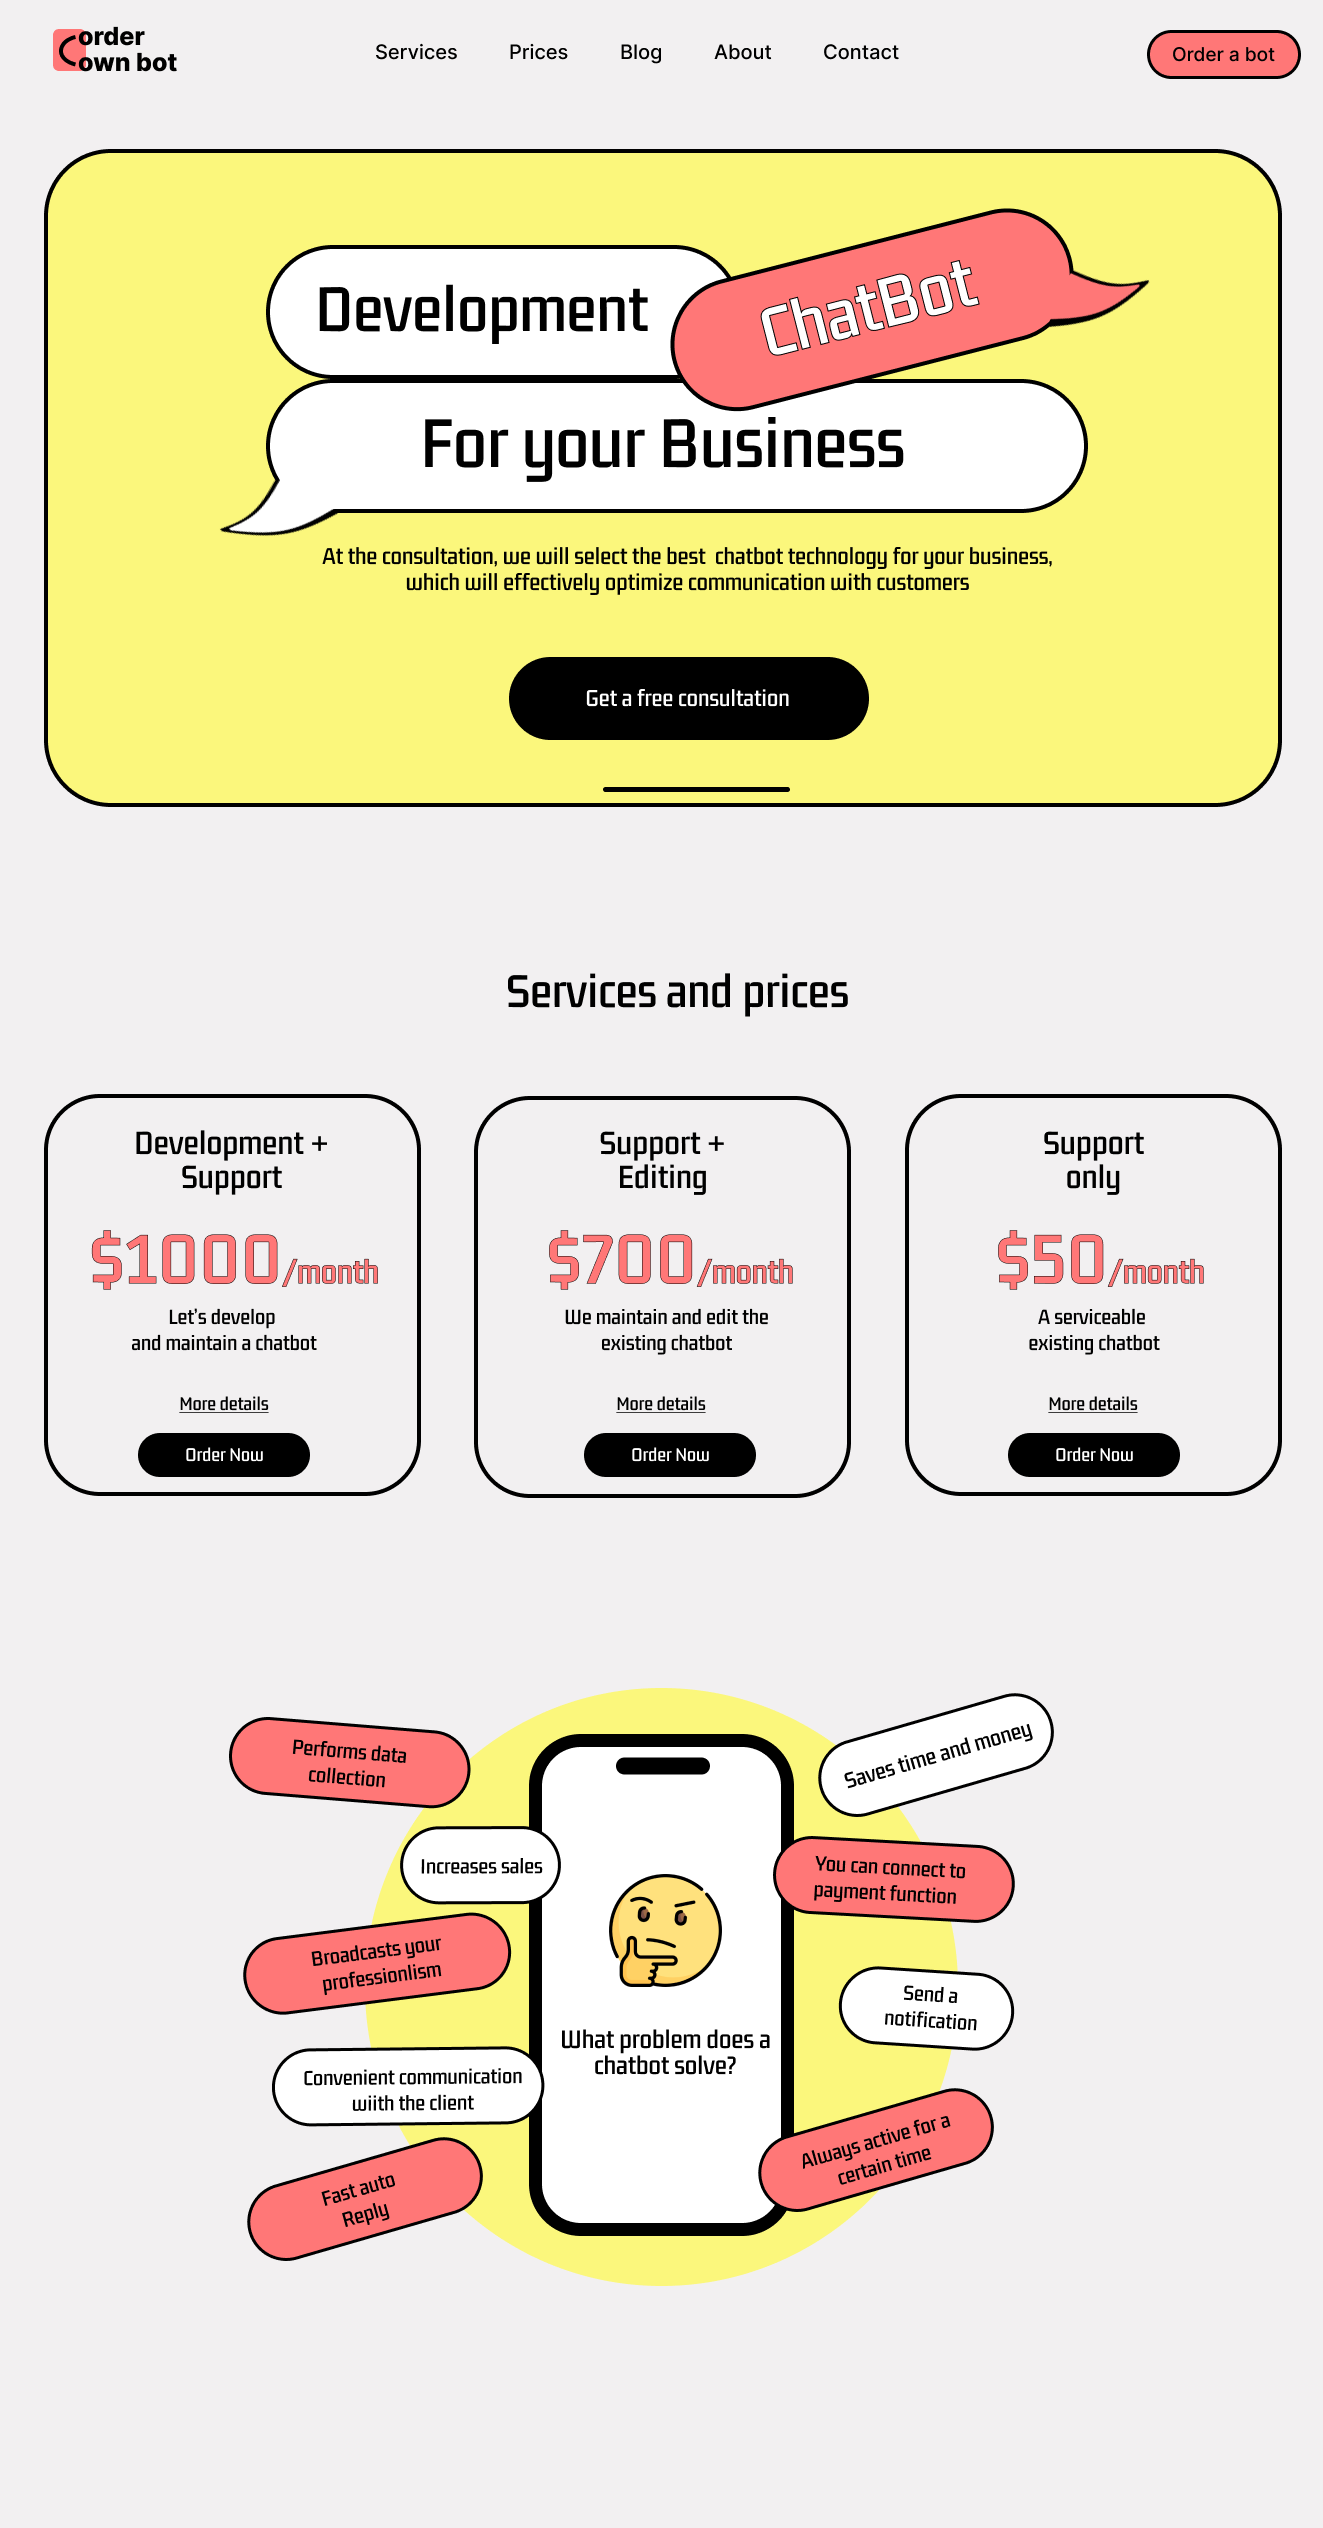 order
own bot
Services
Prices
Blog
About
Contact
Order a bot
Development
ChatBot
For your Business
At the consultation, we will select the best chatbot technology for your business,
which will effectively optimize communication with customers
Get a free consultation
Services and prices
Development +
Support
$1000/month
Let's develop
and maintain a chatbot
More details
Order Now
Support +
Editing
$700/month
We maintain and edit the
existing chatbot
More details
Order Now
Support
only
$50/month
A serviceable
existing chatbot
More details
Order Now
Performs data
collection
Increases sales
Broadcasts your
professionlism
Convenient communication
wiith the client
Fast auto
Reply
What problem does a
chatbot solve?
Saves time and money
You can connect to
payment function
Send a
notification
Always active for a
certain time